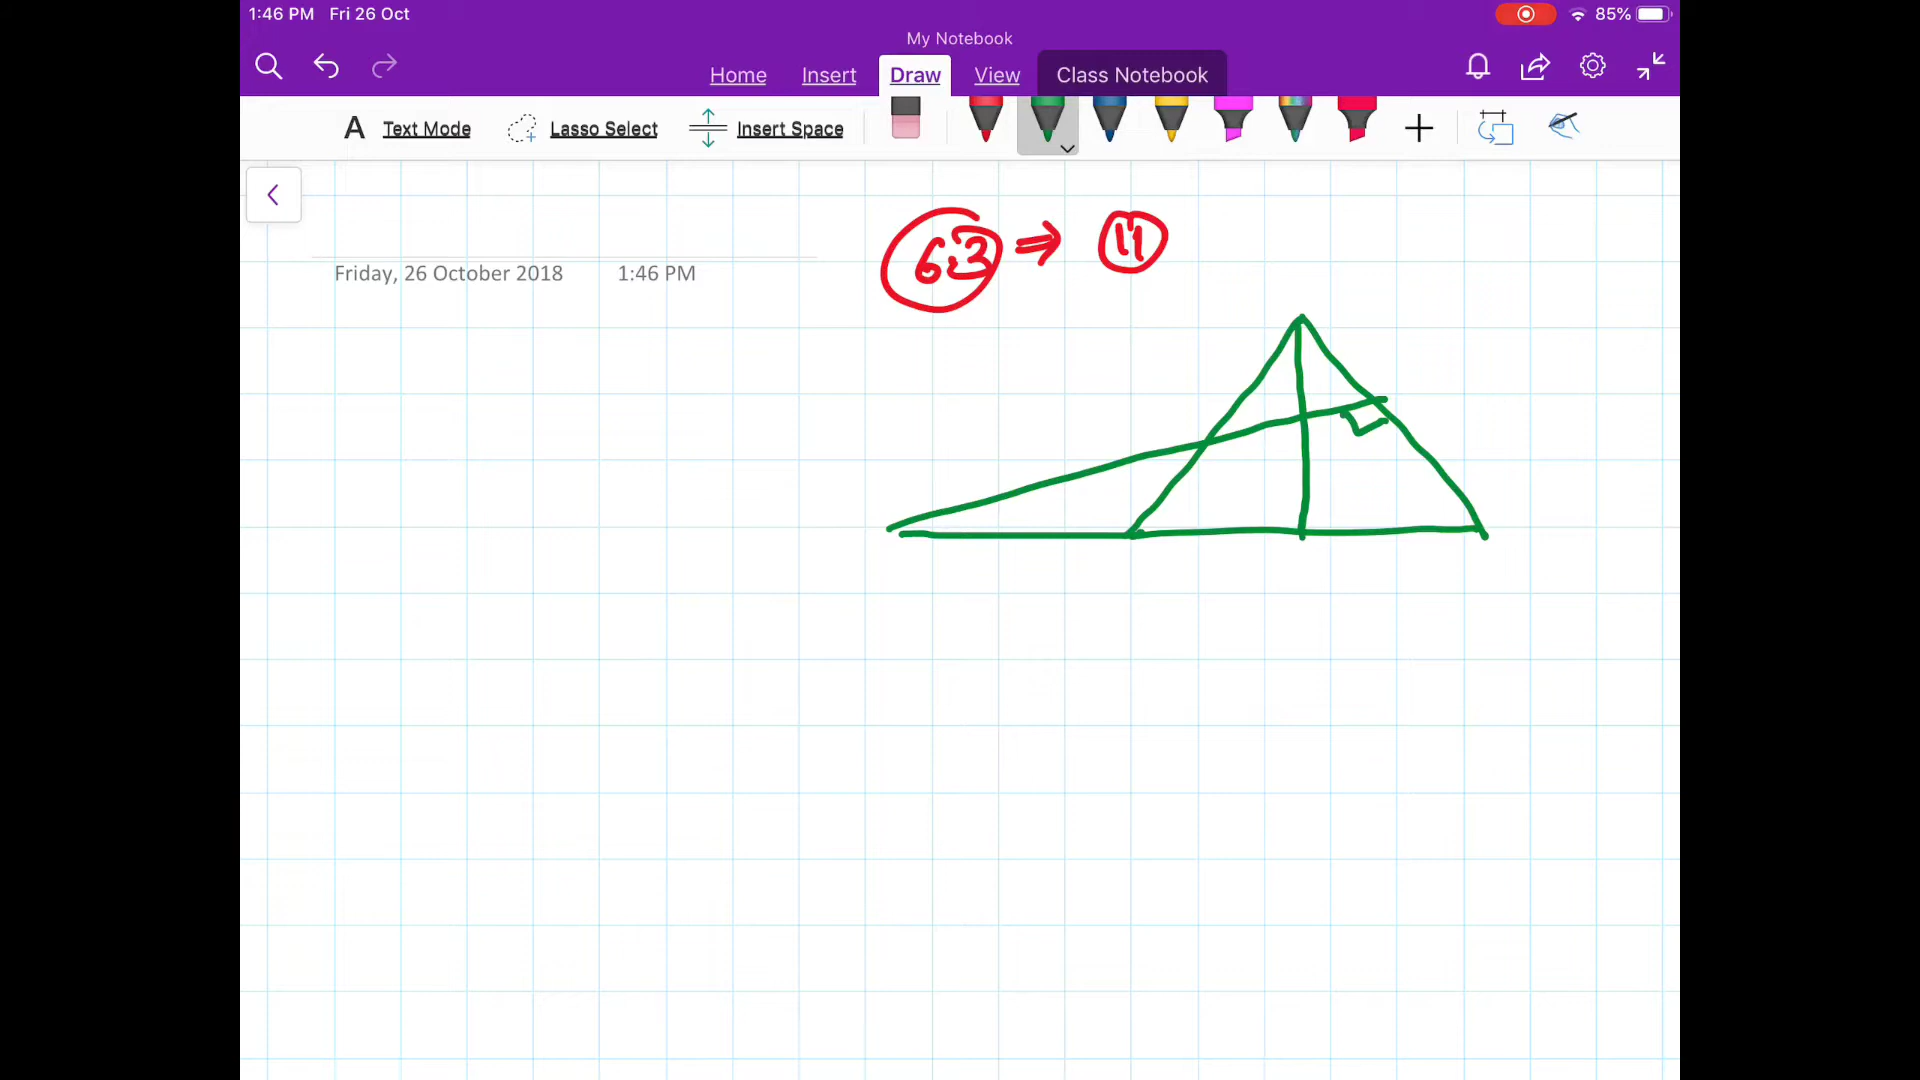 1:46 PM Fri 26 Oct
85%
My Notebook
Home Insert Draw View Class Notebook
A Text Mode Lasso Select Insert Space
6.3 ⇒ 11
Friday, 26 October 2018 1:46 PM